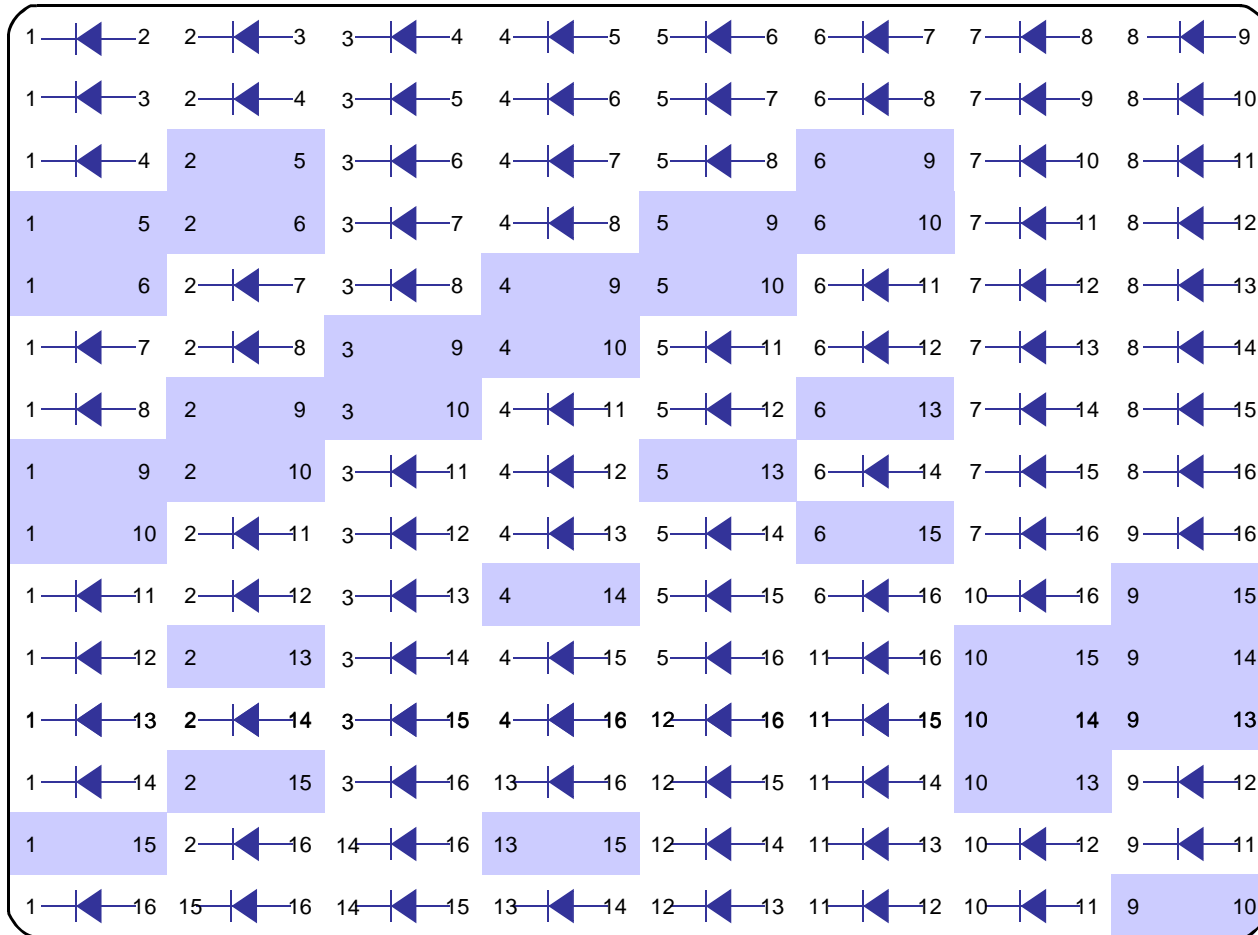 1 2 2 3 3 4 4 5 5 6 6 7 7 8 8 9
1 3 2 4 3 5 4 6 5 7 6 8 7 9 8 10
1 4 2 5 3 6 4 7 5 8 6 9 7 10 8 11
1 5 2 6 3 7 4 8 5 9 6 10 7 11 8 12
1 6 2 7 3 8 4 9 5 10 6 11 7 12 8 13
1 7 2 8 3 9 4 10 5 11 6 12 7 13 8 14
1 8 2 9 3 10 4 11 5 12 6 13 7 14 8 15
1 9 2 10 3 11 4 12 5 13 6 14 7 15 8 16
1 10 2 11 3 12 4 13 5 14 6 15 7 16 9 16
1 11 2 12 3 13 4 14 5 15 6 16 10 16 9 15
1 12 2 13 3 14 4 15 5 16 11 16 10 15 9 14
1 13 2 14 3 15 4 16 12 16 11 15 10 14 9 13
1 14 2 15 3 16 13 16 12 15 11 14 10 13 9 12
1 15 2 16 14 16 13 15 12 14 11 13 10 12 9 11
1 16 15 16 14 15 13 14 12 13 11 12 10 11 9 10